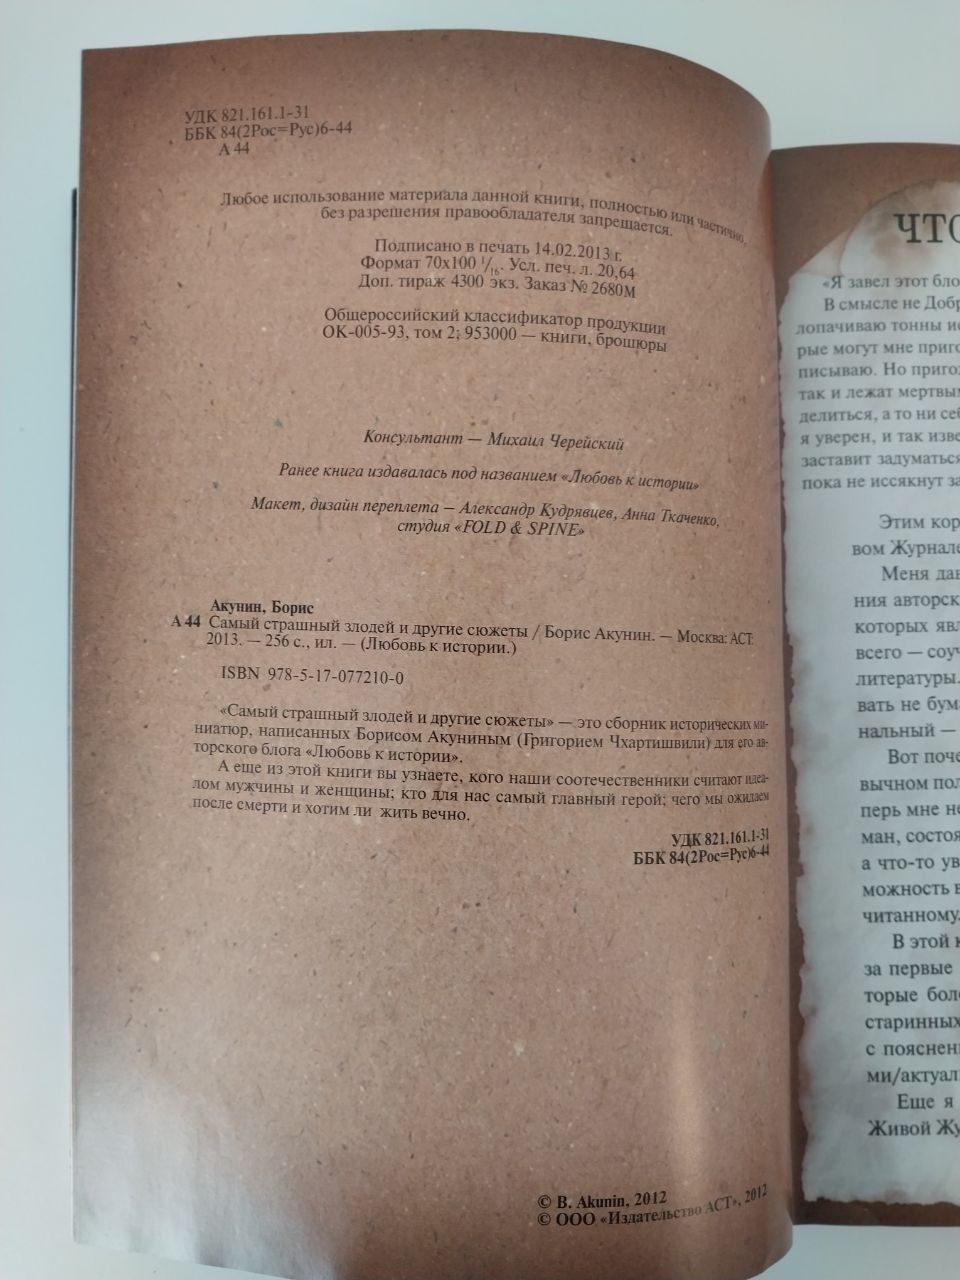 УДК 821.161.1-31
ББК 84(2Рос=Рус)6-44
А 44
Любое использование материала данной книги, полностью или частично,
без разрешения правообладателя запрещается.
Подписано в печать 14.02.2013 г.
Формат 70x100 1/16. Усл. печ. л. 20,64
Доп. тираж 4300 экз. Заказ № 2680М
Общероссийский классификатор продукции
ОК-005-93, том 2; 953000 — книги, брошюры
Консультант — Михаил Черейский
Ранее книга издавалась под названием «Любовь к истории»
Макет, дизайн переплета — Александр Кудрявцев, Анна Ткаченко,
студия «FOLD & SPINE»
Акунин, Борис
А 44 Самый страшный злодей и другие сюжеты / Борис Акунин. — Москва: АСТ:
2013. — 256 с., ил. — (Любовь к истории.)
ISBN 978-5-17-077210-0
«Самый страшный злодей и другие сюжеты» — это сборник исторических ми-
ниатюр, написанных Борисом Акуниным (Григорием Чхартишвили) для его ав-
торского блога «Любовь к истории».
А еще из этой книги вы узнаете, кого наши соотечественники считают идеа-
лом мужчины и женщины; кто для нас самый главный герой; чего мы ожидаем
после смерти и хотим ли жить вечно.
УДК 821.161.1-31
ББК 84(2Рос=Рус)6-44
© B. Akunin, 2012
© ООО «Издательство АСТ», 2012
ЧТО
«Я завел этот бло
В смысле не Добр
лопачиваю тонны ис
рые могут мне приго
писываю. Но пригож
так и лежат мертвым
делиться, а то ни себ
я уверен, и так изве
заставит задуматься
пока не иссякнут за
Этим кор
вом Журнале
Меня дав
ния авторск
которых явл
всего — соуч
литературы.
вать не бума
нальный —
Вот поче
вычном пол
перь мне не
ман, состоя
а что-то ув
можность в
читанному.
В этой к
за первые
торые боле
старинных
с пояснени
ми/актуал
Еще я
Живой Жу